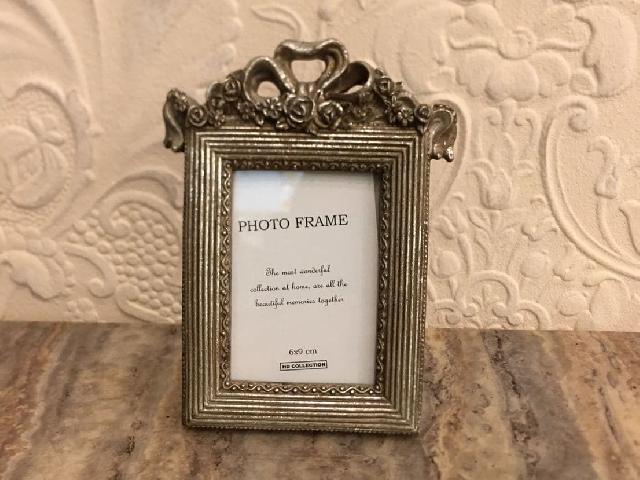 PHOTO FRAME
The most wonderful
collection at home, are all the
beautiful memories together
6x9 cm
HD COLLECTION